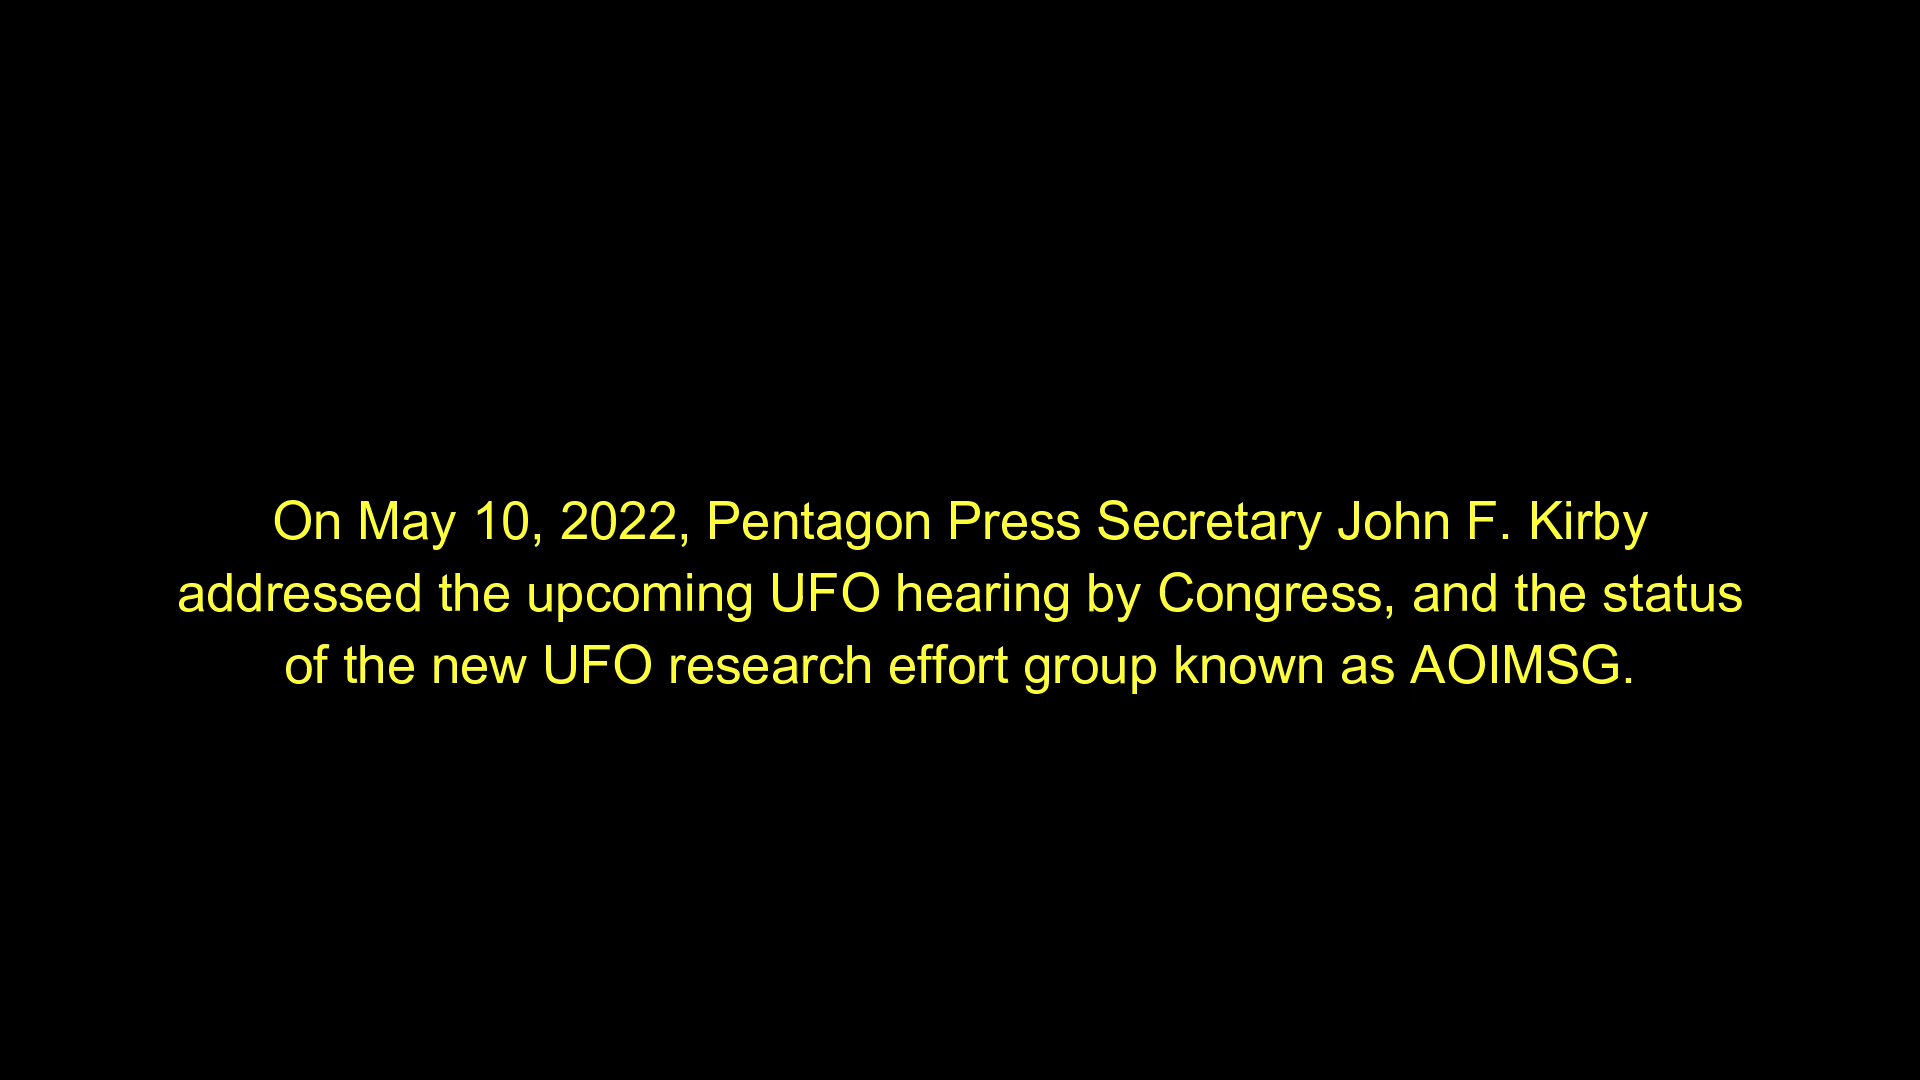 On May 10, 2022, Pentagon Press Secretary John F. Kirby
addressed the upcoming UFO hearing by Congress, and the status
of the new UFO research effort group known as AOIMSG.